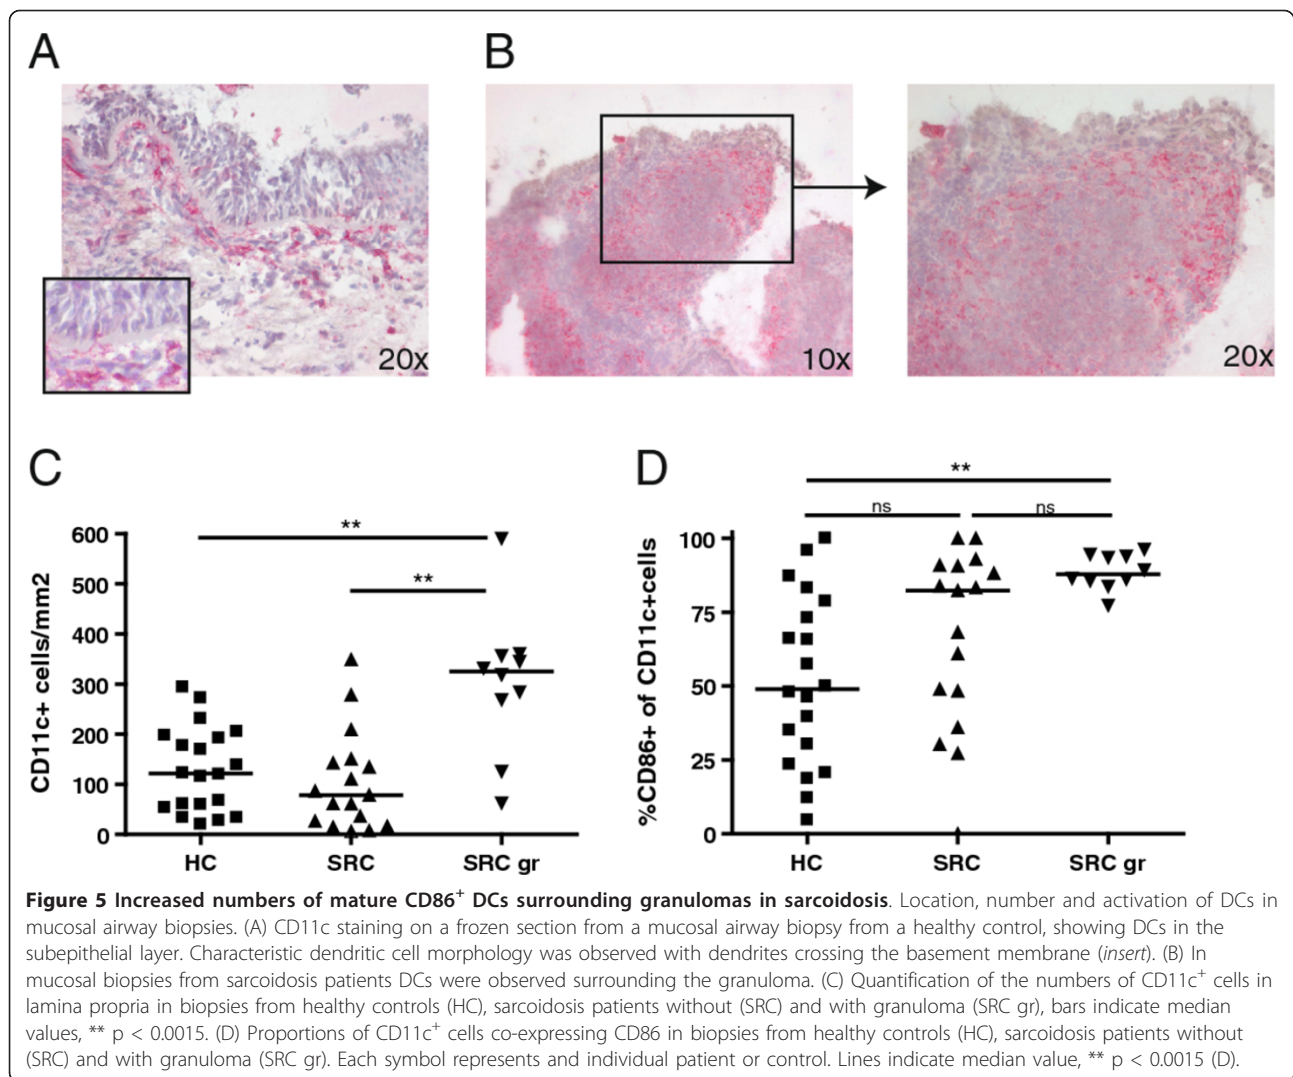 A
B
20x
10x
20x
C
D
**
**
CD11c+ cells/mm2
600
500
400
300
200
100
0
HC
SRC
SRC gr
**
ns
ns
%CD86+ of CD11c+cells
100
75
50
25
0
HC
SRC
SRC gr
Figure 5 Increased numbers of mature CD86+ DCs surrounding granulomas in sarcoidosis. Location, number and activation of DCs in
mucosal airway biopsies. (A) CD11c staining on a frozen section from a mucosal airway biopsy from a healthy control, showing DCs in the
subepithelial layer. Characteristic dendritic cell morphology was observed with dendrites crossing the basement membrane (insert). (B) In
mucosal biopsies from sarcoidosis patients DCs were observed surrounding the granuloma. (C) Quantification of the numbers of CD11c+ cells in
lamina propria in biopsies from healthy controls (HC), sarcoidosis patients without (SRC) and with granuloma (SRC gr), bars indicate median
values, ** p < 0.0015. (D) Proportions of CD11c+ cells co-expressing CD86 in biopsies from healthy controls (HC), sarcoidosis patients without
(SRC) and with granuloma (SRC gr). Each symbol represents and individual patient or control. Lines indicate median value, ** p < 0.0015 (D).